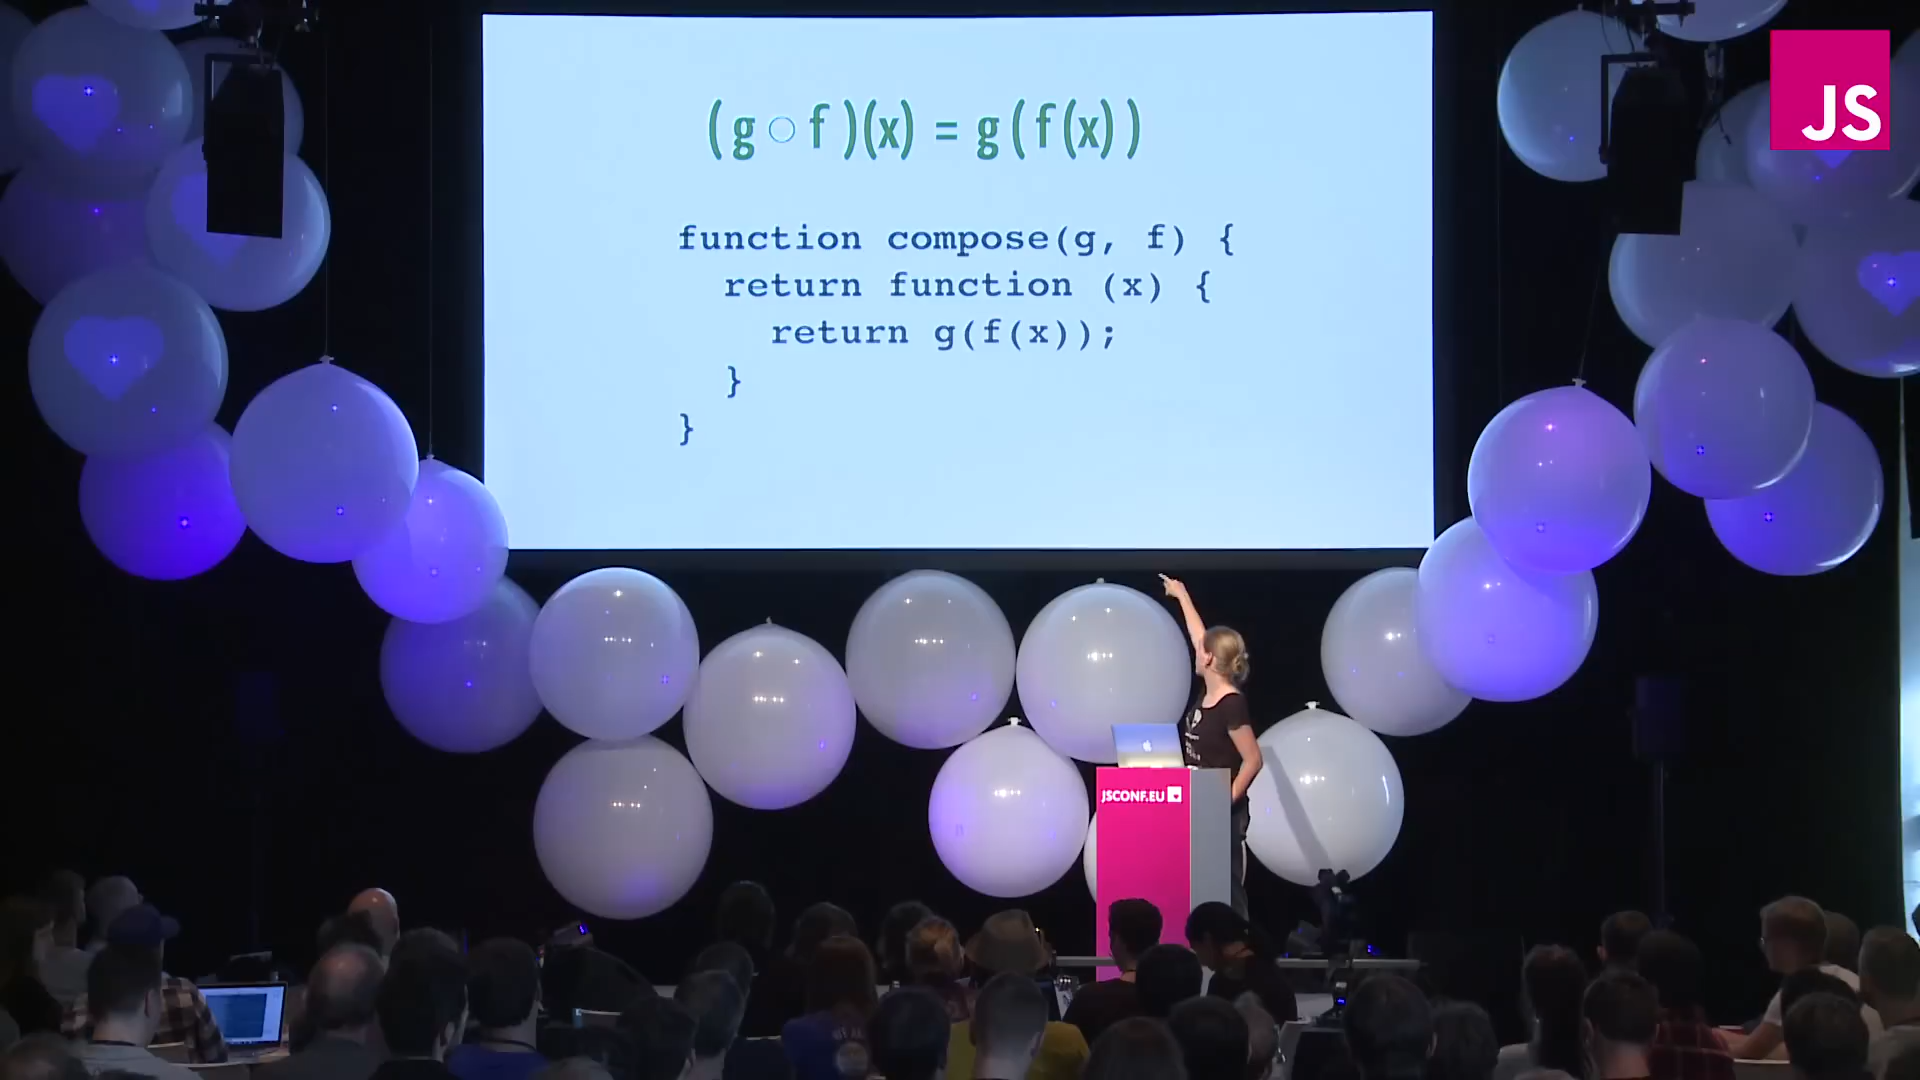 (g ○ f )(x) = g ( f (x) )
function compose(g, f) {
  return function (x) {
    return g(f(x));
  }
}
JS
JSCONF.EU